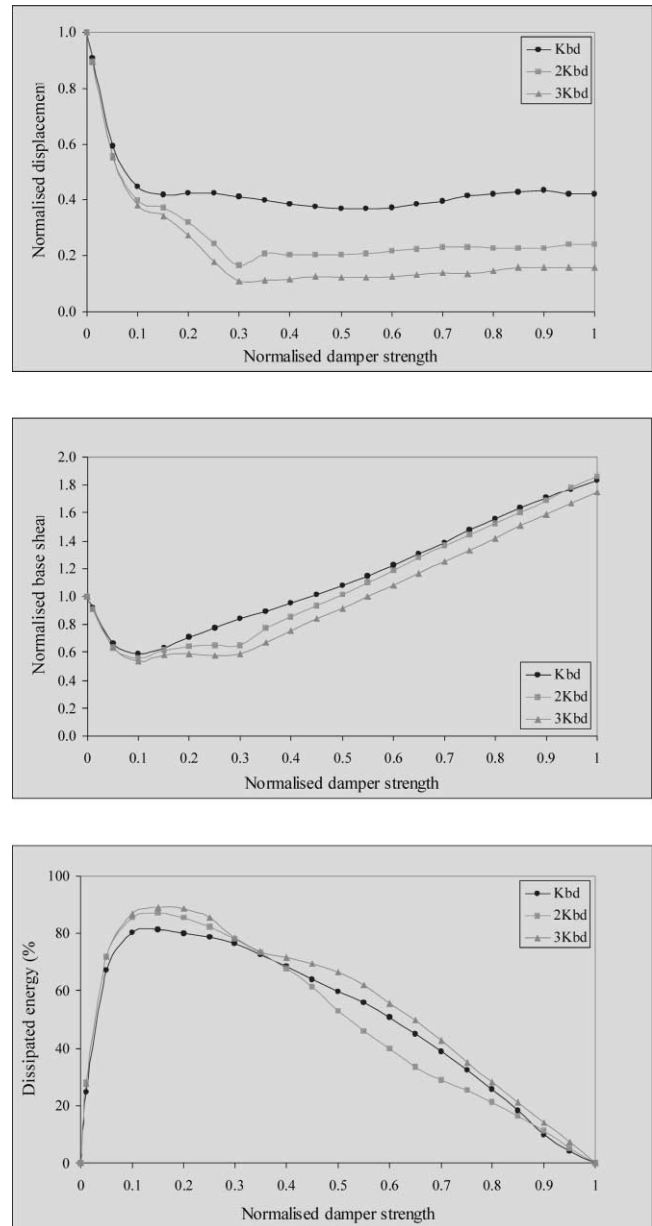 1.0
0.8
0.6
0.4
0.2
0.0
Normalised displacement
Kbd
2Kbd
3Kbd
0 0.1 0.2 0.3 0.4 0.5 0.6 0.7 0.8 0.9 1
Normalised damper strength
2.0
1.8
1.6
1.4
1.2
1.0
0.8
0.6
0.4
0.2
0.0
Normalised base shea
Kbd
2Kbd
3Kbd
0 0.1 0.2 0.3 0.4 0.5 0.6 0.7 0.8 0.9 1
Normalised damper strength
100
80
60
40
20
0
Dissipated energy (%
Kbd
2Kbd
3Kbd
0 0.1 0.2 0.3 0.4 0.5 0.6 0.7 0.8 0.9 1
Normalised damper strength